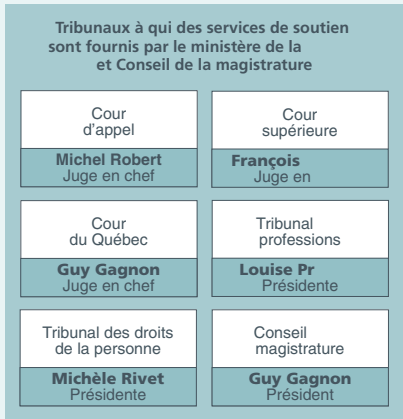 Tribunaux à qui des services de soutien
sont fournis par le ministère de la
et Conseil de la magistrature
Cour
d'appel
Michel Robert
Juge en chef
Cour
supérieure
François
Juge en
Cour
du Québec
Guy Gagnon
Juge en chef
Tribunal
professions
Louise Pr
Présidente
Tribunal des droits
de la personne
Michèle Rivet
Présidente
Conseil
magistrature
Guy Gagnon
Président